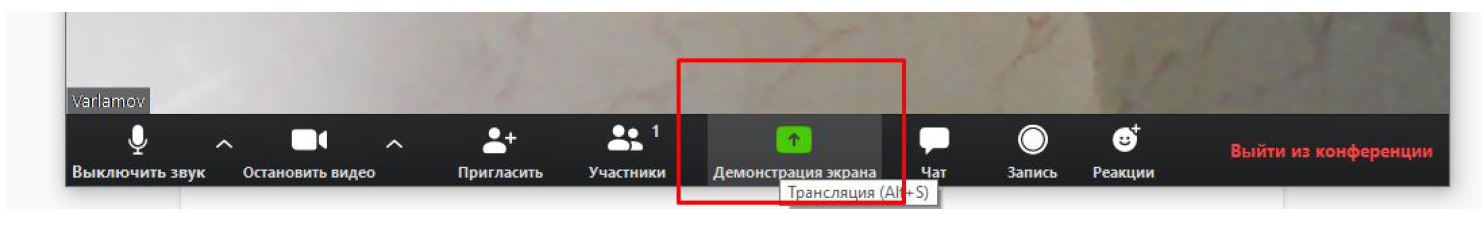 Varlamov
1
Выключить звук
Остановить видео
Пригласить
Участники
Демонстрация экрана
Чат
Запись
Реакции
Выйти из конференции
Трансляция (Alt+S)